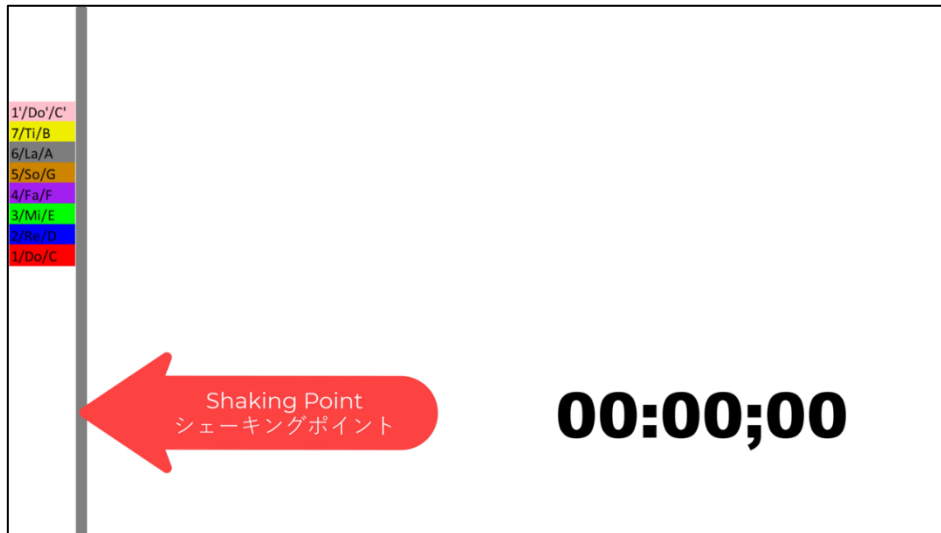 1'/Do'/C'
7/Ti/B
6/La/A
5/So/G
4/Fa/F
3/Mi/E
2/Re/D
1/Do/C
Shaking Point
シェーキングポイント
00:00;00